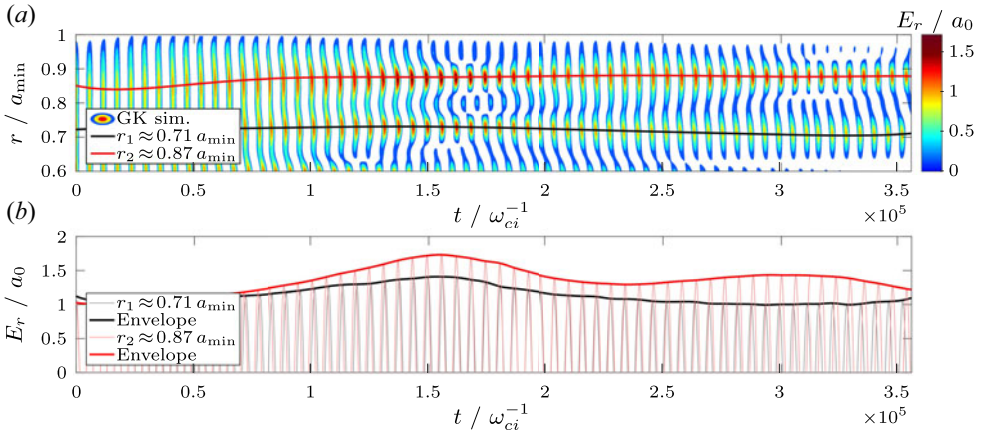 (a)
E_r / a_0
r / a_min
1
0.9
0.8
0.7
0.6
GK sim.
r_1 ≈ 0.71 a_min
r_2 ≈ 0.87 a_min
1.5
1
0.5
0
0 0.5 1 1.5 2 2.5 3 3.5
t / ω_ci^{-1}
×10^5
(b)
E_r / a_0
2
1.5
1
0.5
0
r_1 ≈ 0.71 a_min
Envelope
r_2 ≈ 0.87 a_min
Envelope
0 0.5 1 1.5 2 2.5 3 3.5
t / ω_ci^{-1}
×10^5